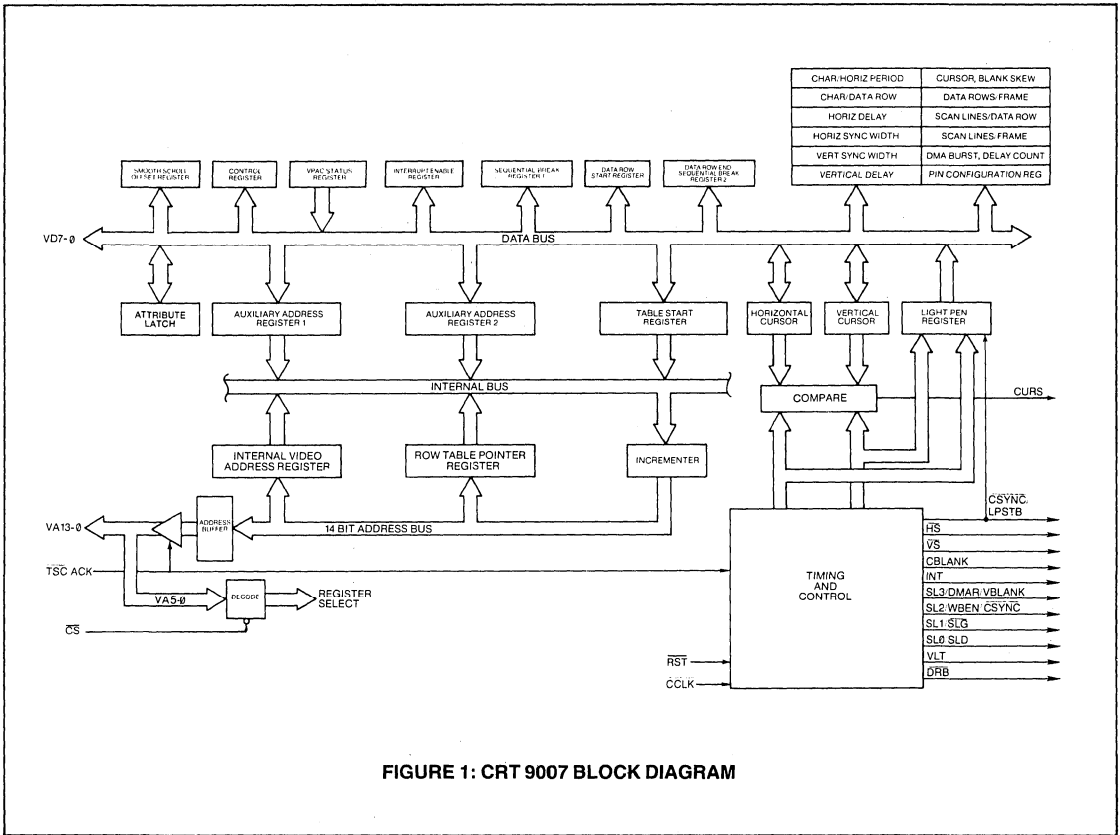 CHAR/HORIZ PERIOD CURSOR, BLANK SKEW
CHAR/DATA ROW DATA ROWS/FRAME
HORIZ DELAY SCAN LINES/DATA ROW
HORIZ SYNC WIDTH SCAN LINES/FRAME
VERT SYNC WIDTH DMA BURST, DELAY COUNT
VERTICAL DELAY PIN CONFIGURATION REG
SMOOTH SCROLL
OFFSET REGISTER
CONTROL
REGISTER
VPAC STATUS
REGISTER
INTERRUPT ENABLE
REGISTER
SEQUENTIAL BREAK
REGISTER 1
DATA ROW
START REGISTER
DATA ROW END
SEQUENTIAL BREAK
REGISTER 2
VD7-0
DATA BUS
ATTRIBUTE
LATCH
AUXILIARY ADDRESS
REGISTER 1
AUXILIARY ADDRESS
REGISTER 2
TABLE START
REGISTER
HORIZONTAL
CURSOR
VERTICAL
CURSOR
LIGHT PEN
REGISTER
INTERNAL BUS
COMPARE
CURS
INTERNAL VIDEO
ADDRESS REGISTER
ROW TABLE POINTER
REGISTER
INCREMENTER
VA13-0
ADDRESS
BUFFER
14 BIT ADDRESS BUS
TSC ACK
VA5-0
DECODE
REGISTER
SELECT
CS
TIMING
AND
CONTROL
RST
CCLK
CSYNC/
LPSTB
HS
VS
CBLANK
INT
SL3/DMAR/VBLANK
SL2/WBEN/CSYNC
SL1/SLG
SL0 SLD
VLT
DRB
FIGURE 1: CRT 9007 BLOCK DIAGRAM